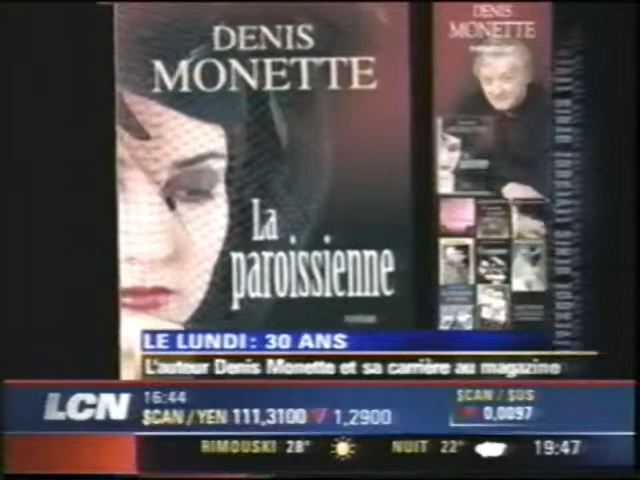 DENIS
MONETTE
La
paroissienne
roman
DENIS
MONETTE
LE LUNDI: 30 ANS
L'auteur Denis Monette et sa carrière au magazine
LCN
16:44
$CAN / YEN 111,3100 1,2900
$CAN / $US
0,0097
RIMOUSKI 28° NUIT 22° 19:47